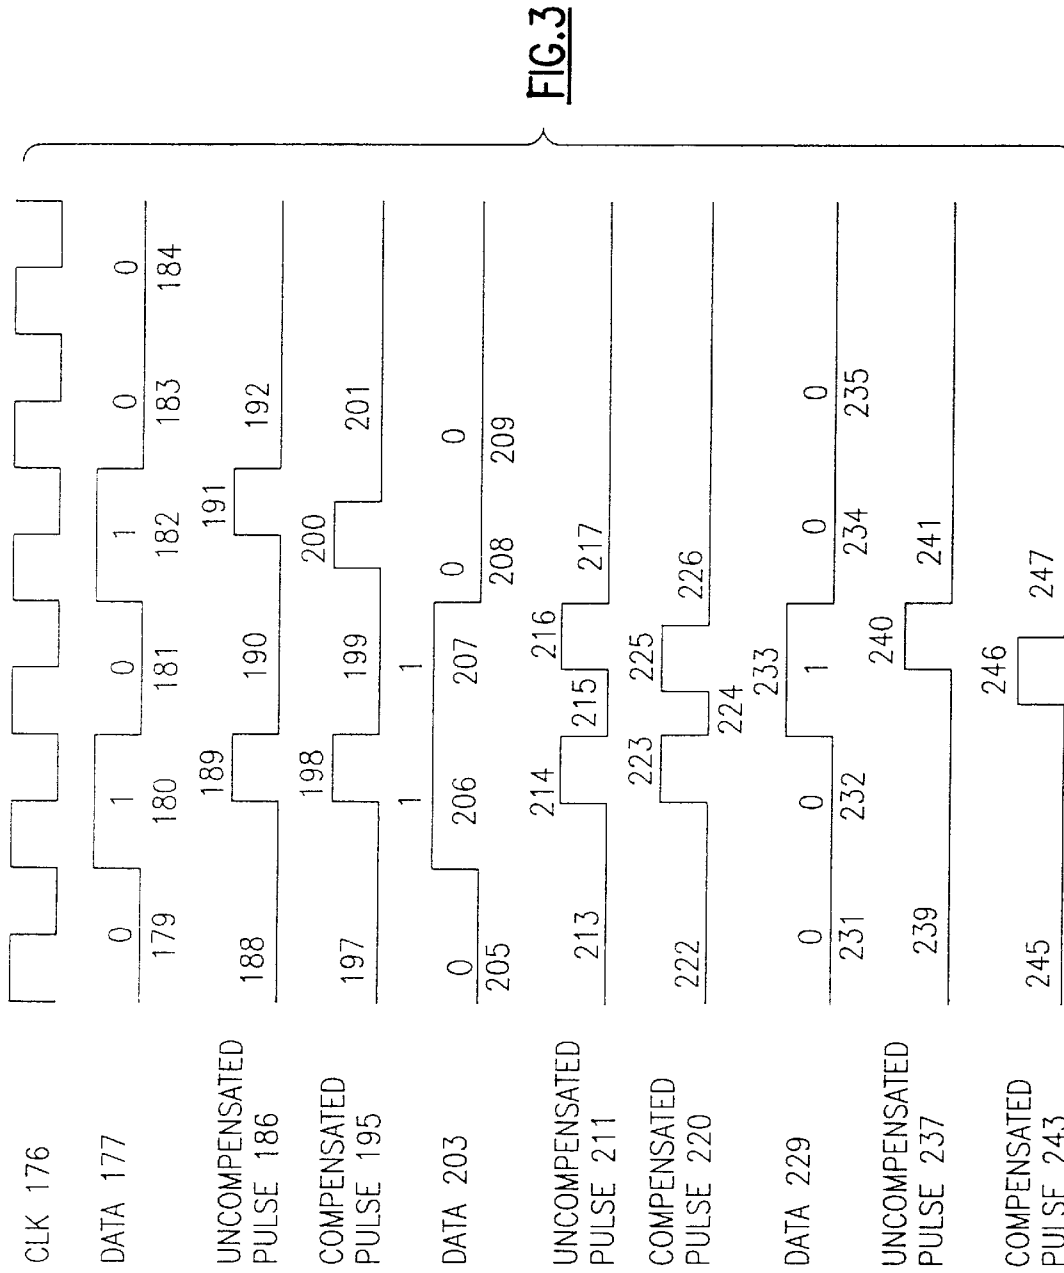 CLK 176
DATA 177
0 1 0 1 0 0
179 180 181 182 183 184
UNCOMPENSATED
PULSE 186
188 189 190 191 192
COMPENSATED
PULSE 195
197 198 199 200 201
DATA 203
0 1 1 0 0
205 206 207 208 209
UNCOMPENSATED
PULSE 211
213 214 215 216 217
COMPENSATED
PULSE 220
222 223 224 225 226
DATA 229
0 0 1 0 0
231 232 233 234 235
UNCOMPENSATED
PULSE 237
239 240 241
COMPENSATED
PULSE 243
245 246 247
FIG.3